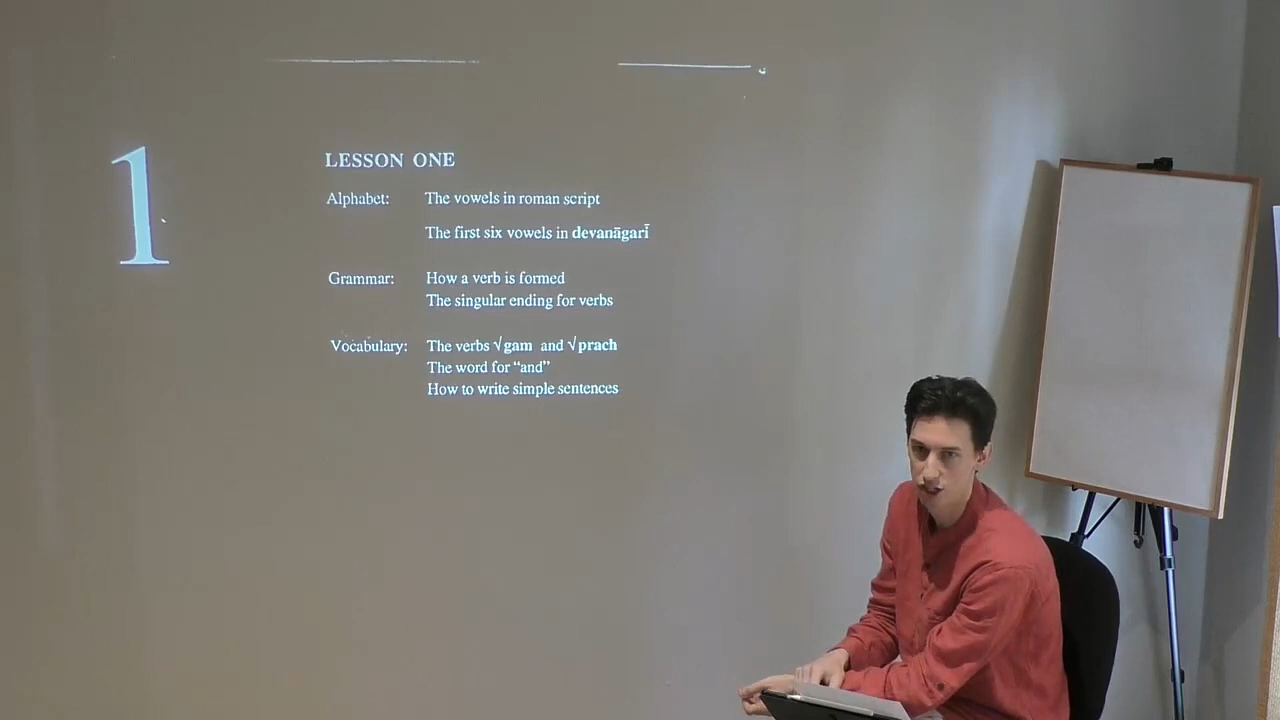 1
LESSON ONE
Alphabet: The vowels in roman script
The first six vowels in devanāgarī
Grammar: How a verb is formed
The singular ending for verbs
Vocabulary: The verbs √gam and √prach
The word for “and”
How to write simple sentences